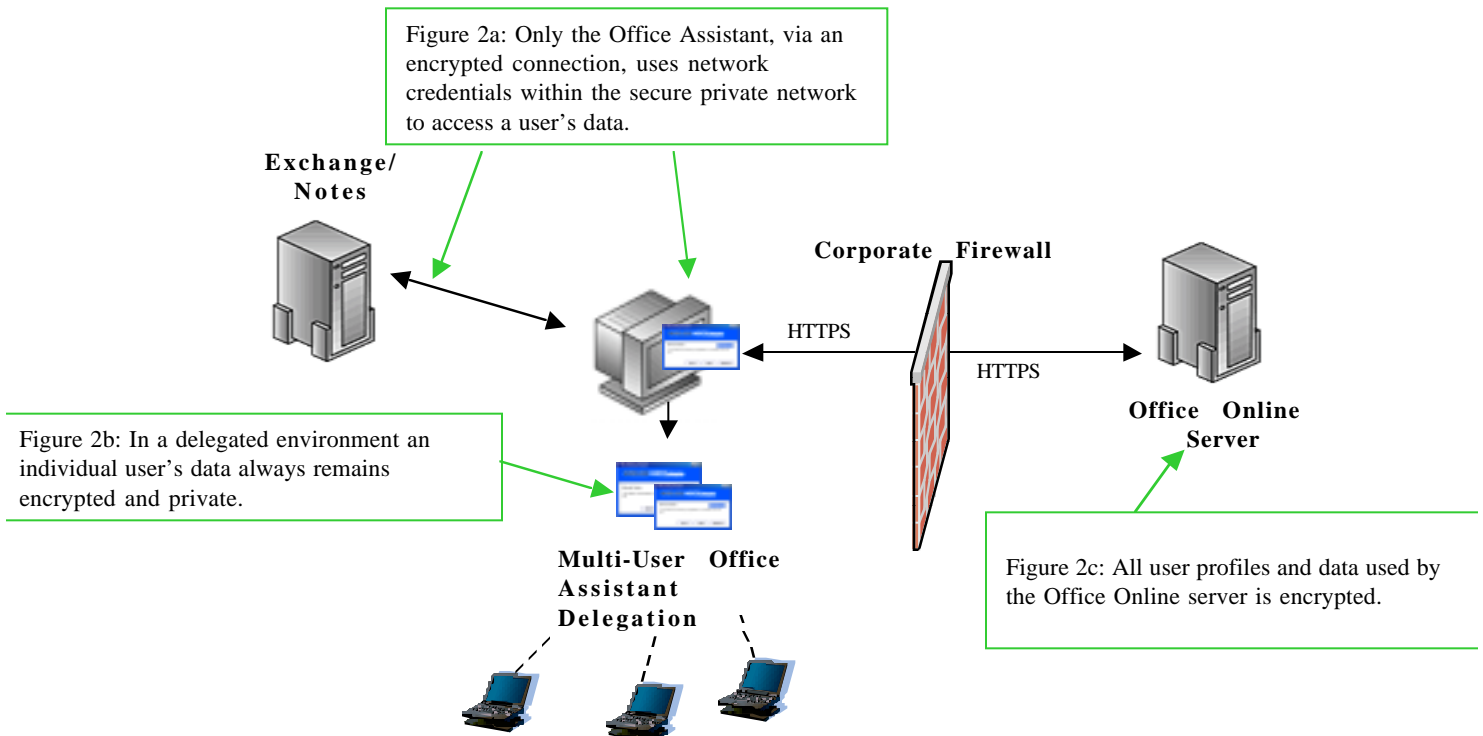 Figure 2a: Only the Office Assistant, via an
encrypted connection, uses network
credentials within the secure private network
to access a user's data.
Exchange/
Notes
Corporate Firewall
HTTPS
HTTPS
Office Online
Server
Figure 2b: In a delegated environment an
individual user's data always remains
encrypted and private.
Multi-User Office
Assistant
Delegation
Figure 2c: All user profiles and data used by
the Office Online server is encrypted.